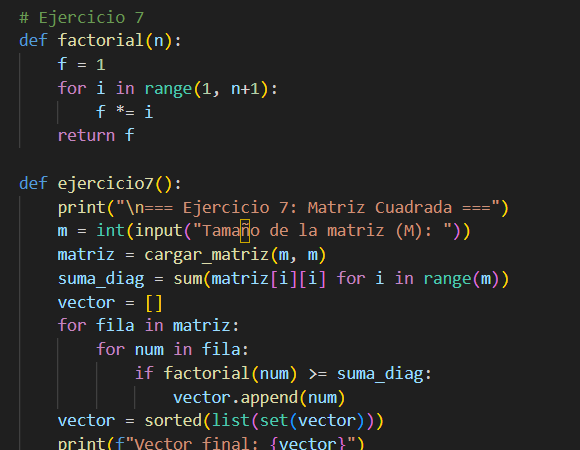 # Ejercicio 7
def factorial(n):
    f = 1
    for i in range(1, n+1):
        f *= i
    return f

def ejercicio7():
    print("\n=== Ejercicio 7: Matriz Cuadrada ===")
    m = int(input("Tamaño de la matriz (M): "))
    matriz = cargar_matriz(m, m)
    suma_diag = sum(matriz[i][i] for i in range(m))
    vector = []
    for fila in matriz:
        for num in fila:
            if factorial(num) >= suma_diag:
                vector.append(num)
    vector = sorted(list(set(vector)))
    print(f"Vector final: {vector}")